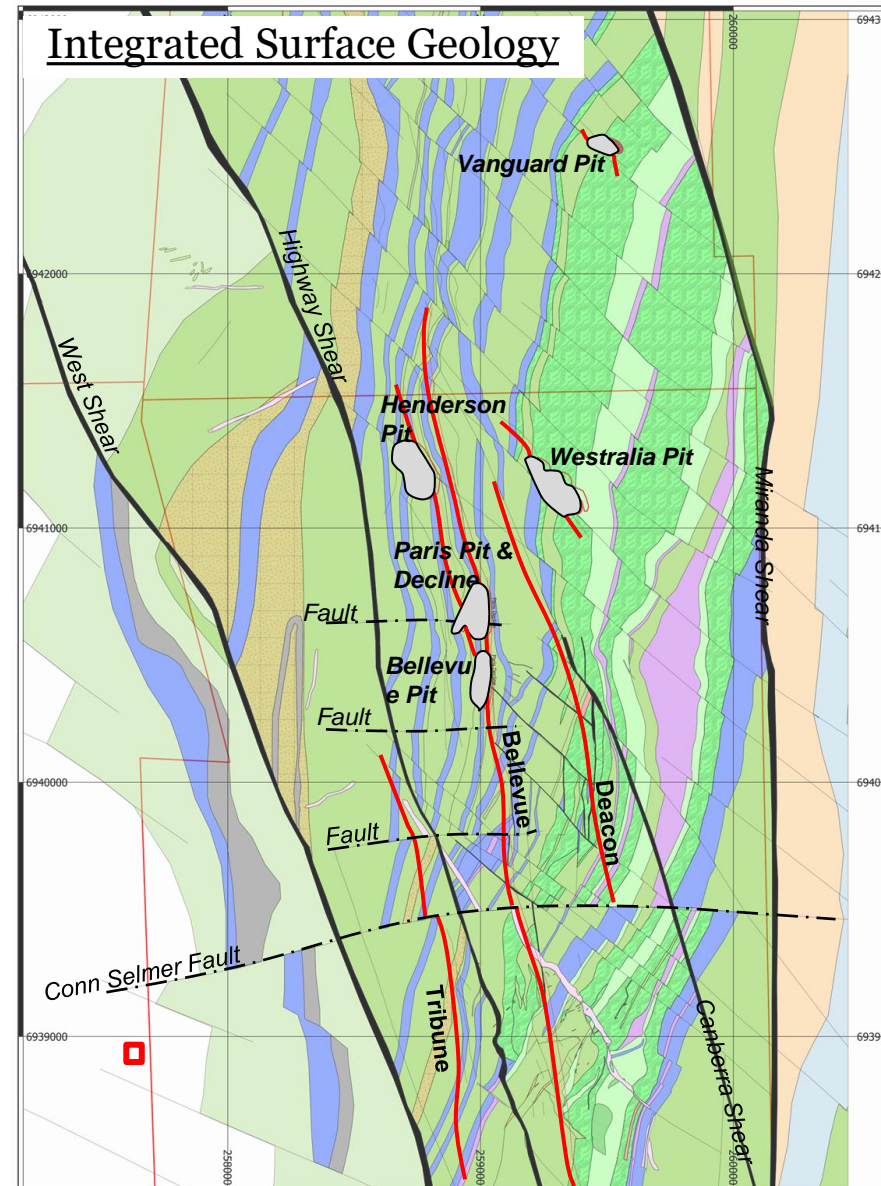 Integrated Surface Geology
6943
260000
Vanguard Pit
6942000
6942
Highway Shear
West Shear
Henderson
Pit
Westralia Pit
6941000
6941
Miranda Shear
Paris Pit &
Decline
Fault
Bellevu
e Pit
Fault
Bellevue
6940000
6940
Deacon
Fault
Conn Selmer Fault
Tribune
6939000
6939
Canberra Shear
258000
259000
260000